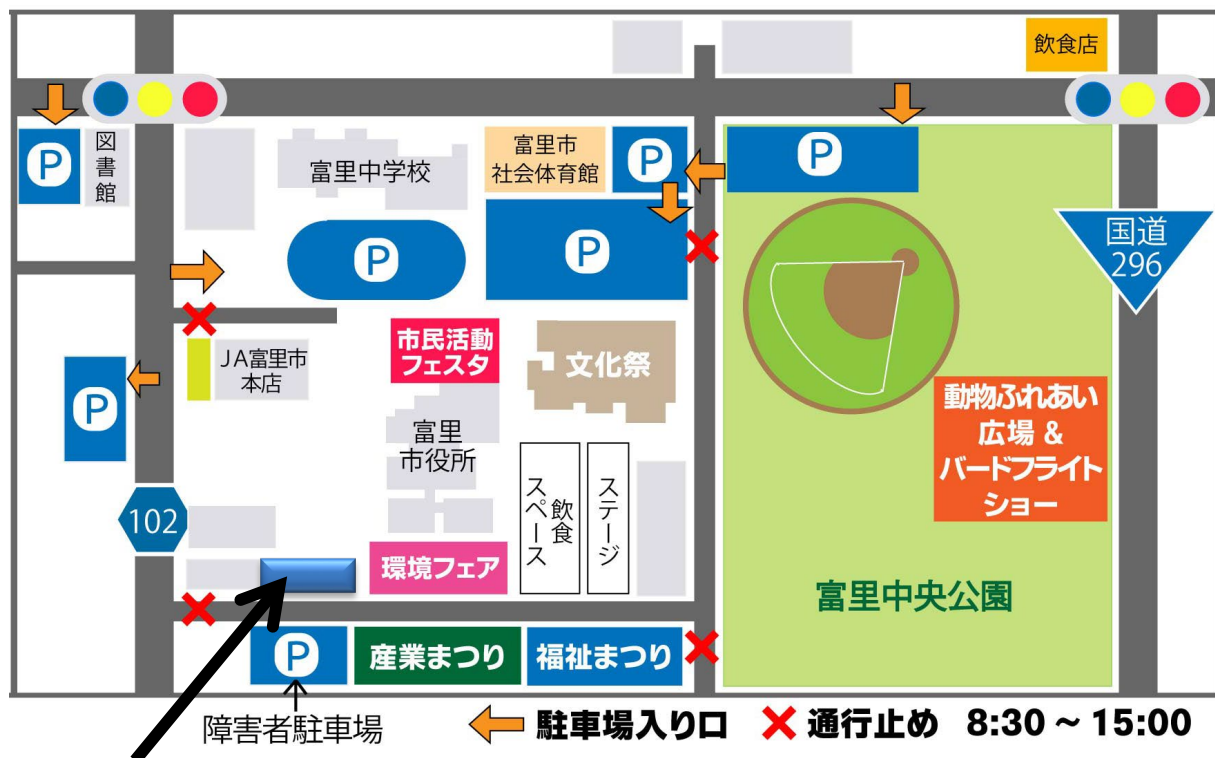 飲食店
P
図書館
富里中学校
富里市
社会体育館
P
P
国道
296
P
P
市民活動
フェスタ
文化祭
JA富里市
本店
P
動物ふれあい
広場 &
バードフライト
ショー
富里
市役所
飲食
スペース
ステージ
102
環境フェア
富里中央公園
P
産業まつり
福祉まつり
障害者駐車場
駐車場入り口
通行止め 8:30 ~ 15:00